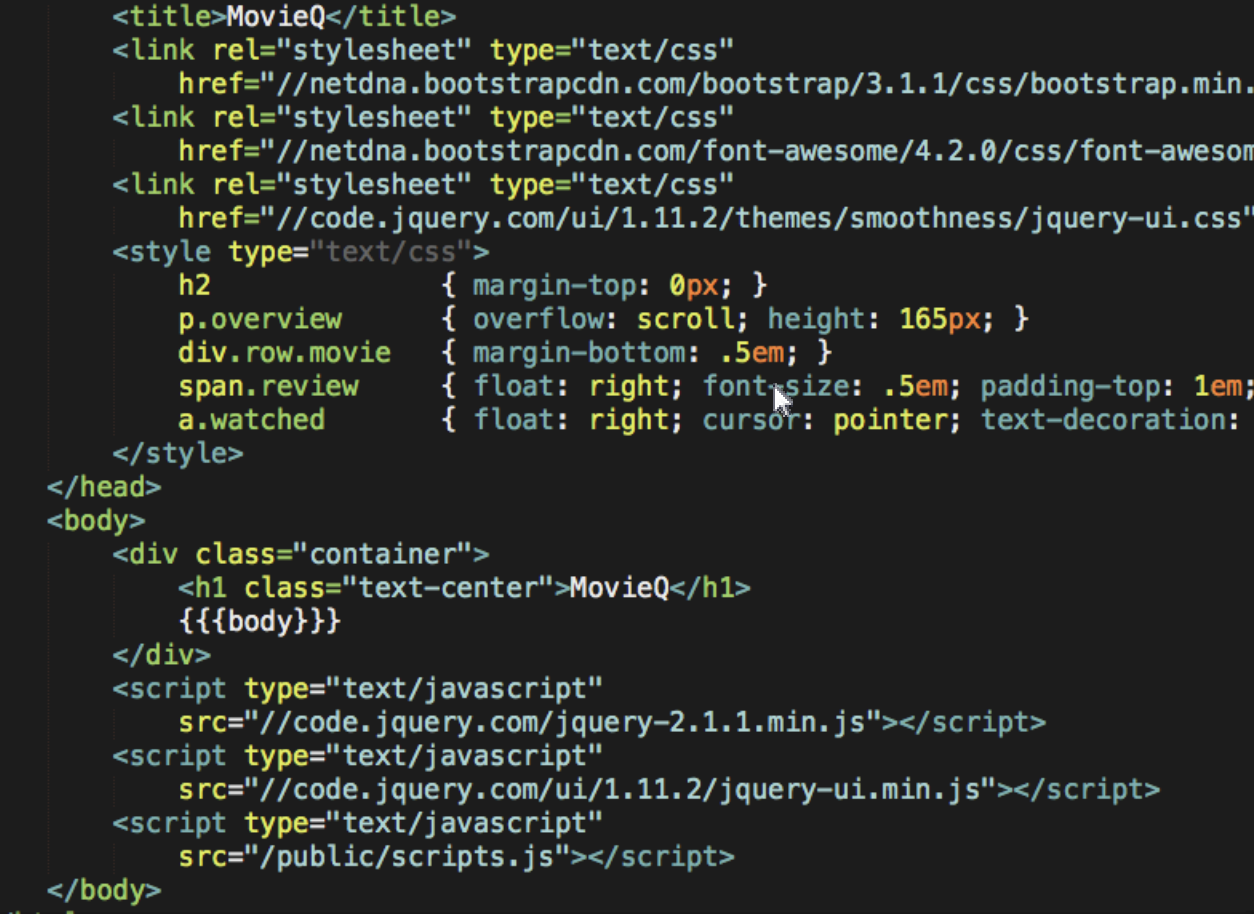 <title>MovieQ</title>
<link rel="stylesheet" type="text/css"
href="//netdna.bootstrapcdn.com/bootstrap/3.1.1/css/bootstrap.min.
<link rel="stylesheet" type="text/css"
href="//netdna.bootstrapcdn.com/font-awesome/4.2.0/css/font-awesom
<link rel="stylesheet" type="text/css"
href="//code.jquery.com/ui/1.11.2/themes/smoothness/jquery-ui.css"
<style type="text/css">
h2 { margin-top: 0px; }
p.overview { overflow: scroll; height: 165px; }
div.row.movie { margin-bottom: .5em; }
span.review { float: right; font-size: .5em; padding-top: 1em;
a.watched { float: right; cursor: pointer; text-decoration:
</style>
</head>
<body>
<div class="container">
<h1 class="text-center">MovieQ</h1>
{{{body}}}
</div>
<script type="text/javascript"
src="//code.jquery.com/jquery-2.1.1.min.js"></script>
<script type="text/javascript"
src="//code.jquery.com/ui/1.11.2/jquery-ui.min.js"></script>
<script type="text/javascript"
src="/public/scripts.js"></script>
</body>